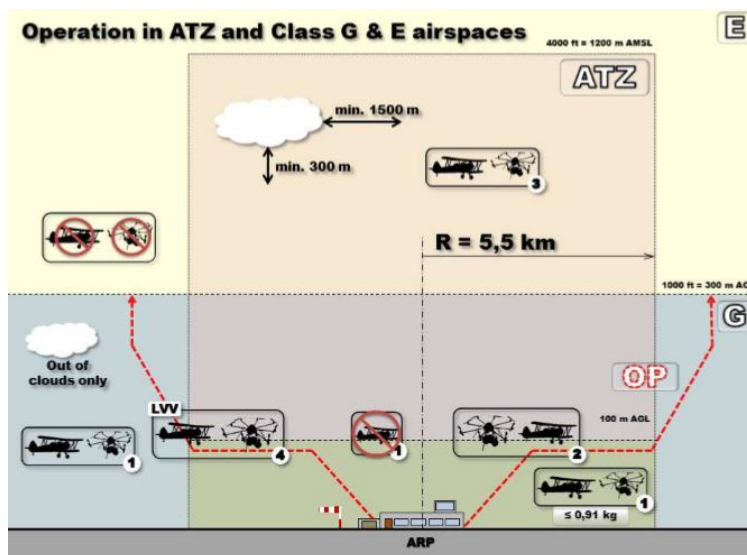 Operation in ATZ and Class G & E airspaces
E
4000 ft = 1200 m AMSL
ATZ
min. 1500 m
min. 300 m
3
R = 5,5 km
1000 ft = 300 m AG
G
Out of
clouds only
OP
100 m AGL
LVV
1
4
1
2
1
≤ 0,91 kg
ARP